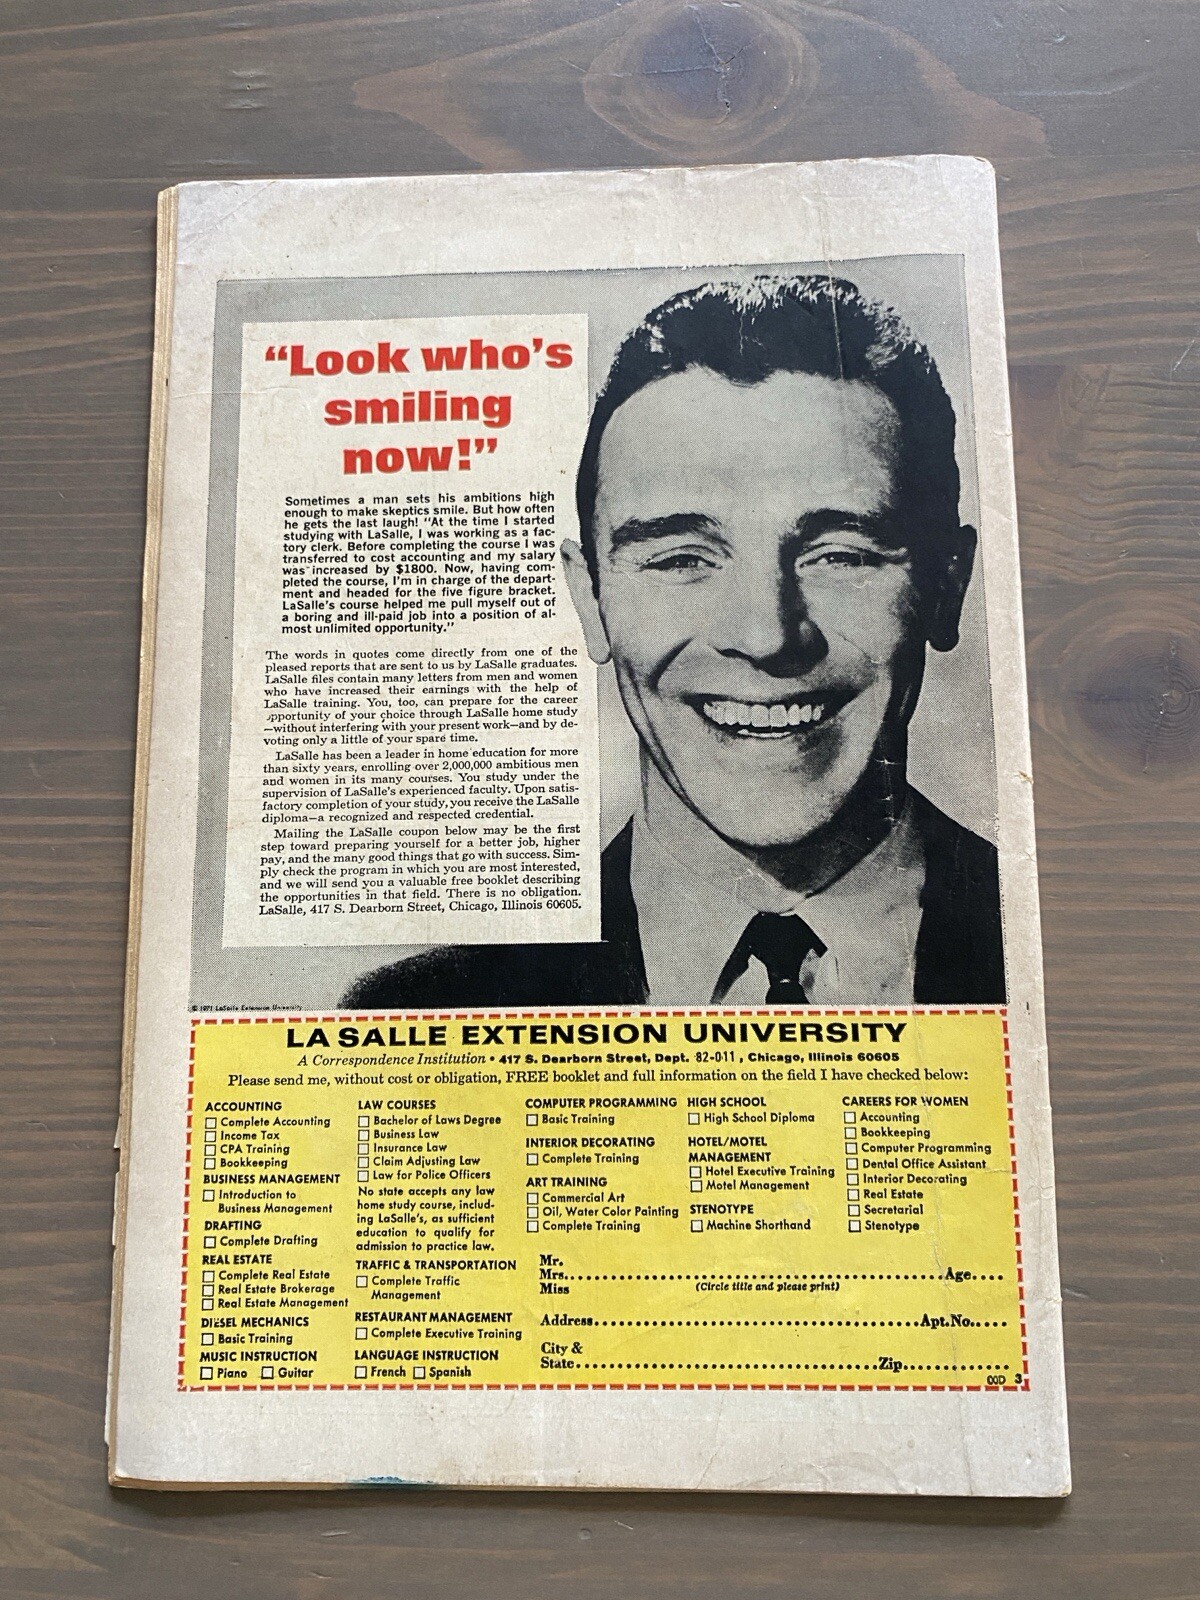 “Look who’s
smiling
now!”
Sometimes a man sets his ambitions high
enough to make skeptics smile. But how often
he gets the last laugh! “At the time I started
studying with LaSalle, I was working as a fac-
tory clerk. Before completing the course I was
transferred to cost accounting and my salary
was increased by $1800. Now, having com-
pleted the course, I’m in charge of the depart-
ment and headed for the five figure bracket.
LaSalle’s course helped me pull myself out of
a boring and ill-paid job into a position of al-
most unlimited opportunity.”
The words in quotes come directly from one of the
pleased reports that are sent to us by LaSalle graduates.
LaSalle files contain many letters from men and women
who have increased their earnings with the help of
LaSalle training. You, too, can prepare for the career
opportunity of your choice through LaSalle home study
—without interfering with your present work—and by de-
voting only a little of your spare time.
LaSalle has been a leader in home education for more
than sixty years, enrolling over 2,000,000 ambitious men
and women in its many courses. You study under the
supervision of LaSalle’s experienced faculty. Upon satis-
factory completion of your study, you receive the LaSalle
diploma—a recognized and respected credential.
Mailing the LaSalle coupon below may be the first
step toward preparing yourself for a better job, higher
pay, and the many good things that go with success. Sim-
ply check the program in which you are most interested,
and we will send you a valuable free booklet describing
the opportunities in that field. There is no obligation.
LaSalle, 417 S. Dearborn Street, Chicago, Illinois 60605.
© 1971 LaSalle Extension University
LA SALLE EXTENSION UNIVERSITY
A Correspondence Institution • 417 S. Dearborn Street, Dept. 82-011, Chicago, Illinois 60605
Please send me, without cost or obligation, FREE booklet and full information on the field I have checked below:
ACCOUNTING
Complete Accounting
Income Tax
CPA Training
Bookkeeping
BUSINESS MANAGEMENT
Introduction to
Business Management
DRAFTING
Complete Drafting
REAL ESTATE
Complete Real Estate
Real Estate Brokerage
Real Estate Management
DIESEL MECHANICS
Basic Training
MUSIC INSTRUCTION
Piano Guitar
LAW COURSES
Bachelor of Laws Degree
Business Law
Insurance Law
Claim Adjusting Law
Law for Police Officers
No state accepts any law
home study course, includ-
ing LaSalle’s, as sufficient
education to qualify for
admission to practice law.
TRAFFIC & TRANSPORTATION
Complete Traffic
Management
RESTAURANT MANAGEMENT
Complete Executive Training
LANGUAGE INSTRUCTION
French Spanish
COMPUTER PROGRAMMING
Basic Training
INTERIOR DECORATING
Complete Training
ART TRAINING
Commercial Art
Oil, Water Color Painting
Complete Training
HIGH SCHOOL
High School Diploma
HOTEL/MOTEL
MANAGEMENT
Hotel Executive Training
Motel Management
STENOTYPE
Machine Shorthand
CAREERS FOR WOMEN
Accounting
Bookkeeping
Computer Programming
Dental Office Assistant
Interior Decorating
Real Estate
Secretarial
Stenotype
Mr.
Mrs. Age
Miss (Circle title and please print)
Address Apt. No.
City &
State Zip
OOD 3